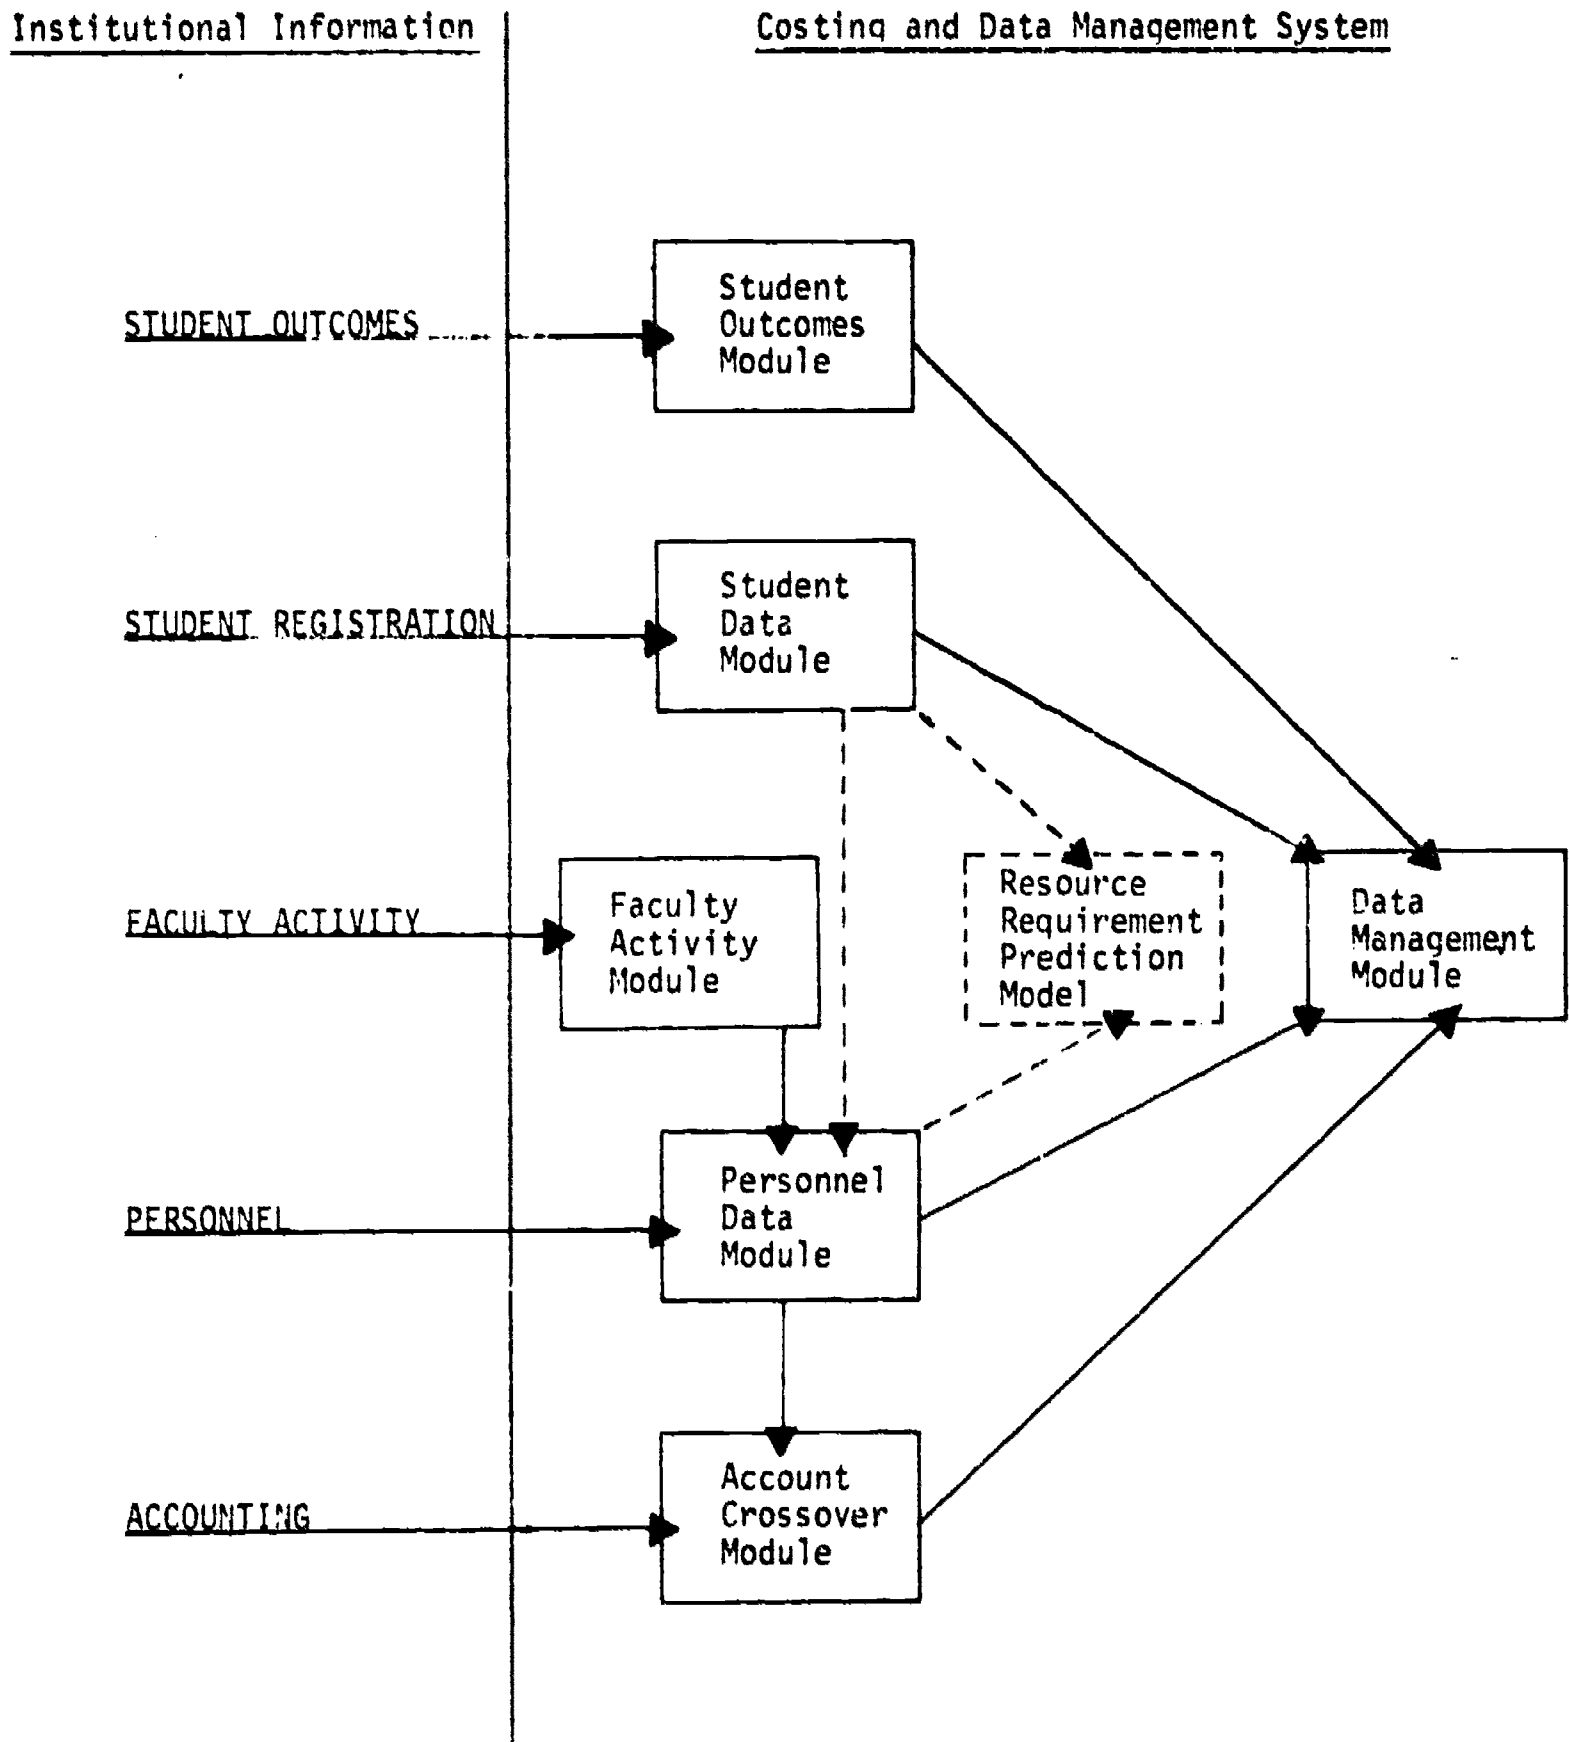 Institutional Information
Costing and Data Management System
Student
Outcomes
Module
STUDENT OUTCOMES
Student
Data
Module
STUDENT REGISTRATION
Faculty
Activity
Module
FACULTY ACTIVITY
Resource
Requirement
Prediction
Model
Data
Management
Module
Personnel
Data
Module
PERSONNEL
Account
Crossover
Module
ACCOUNTING